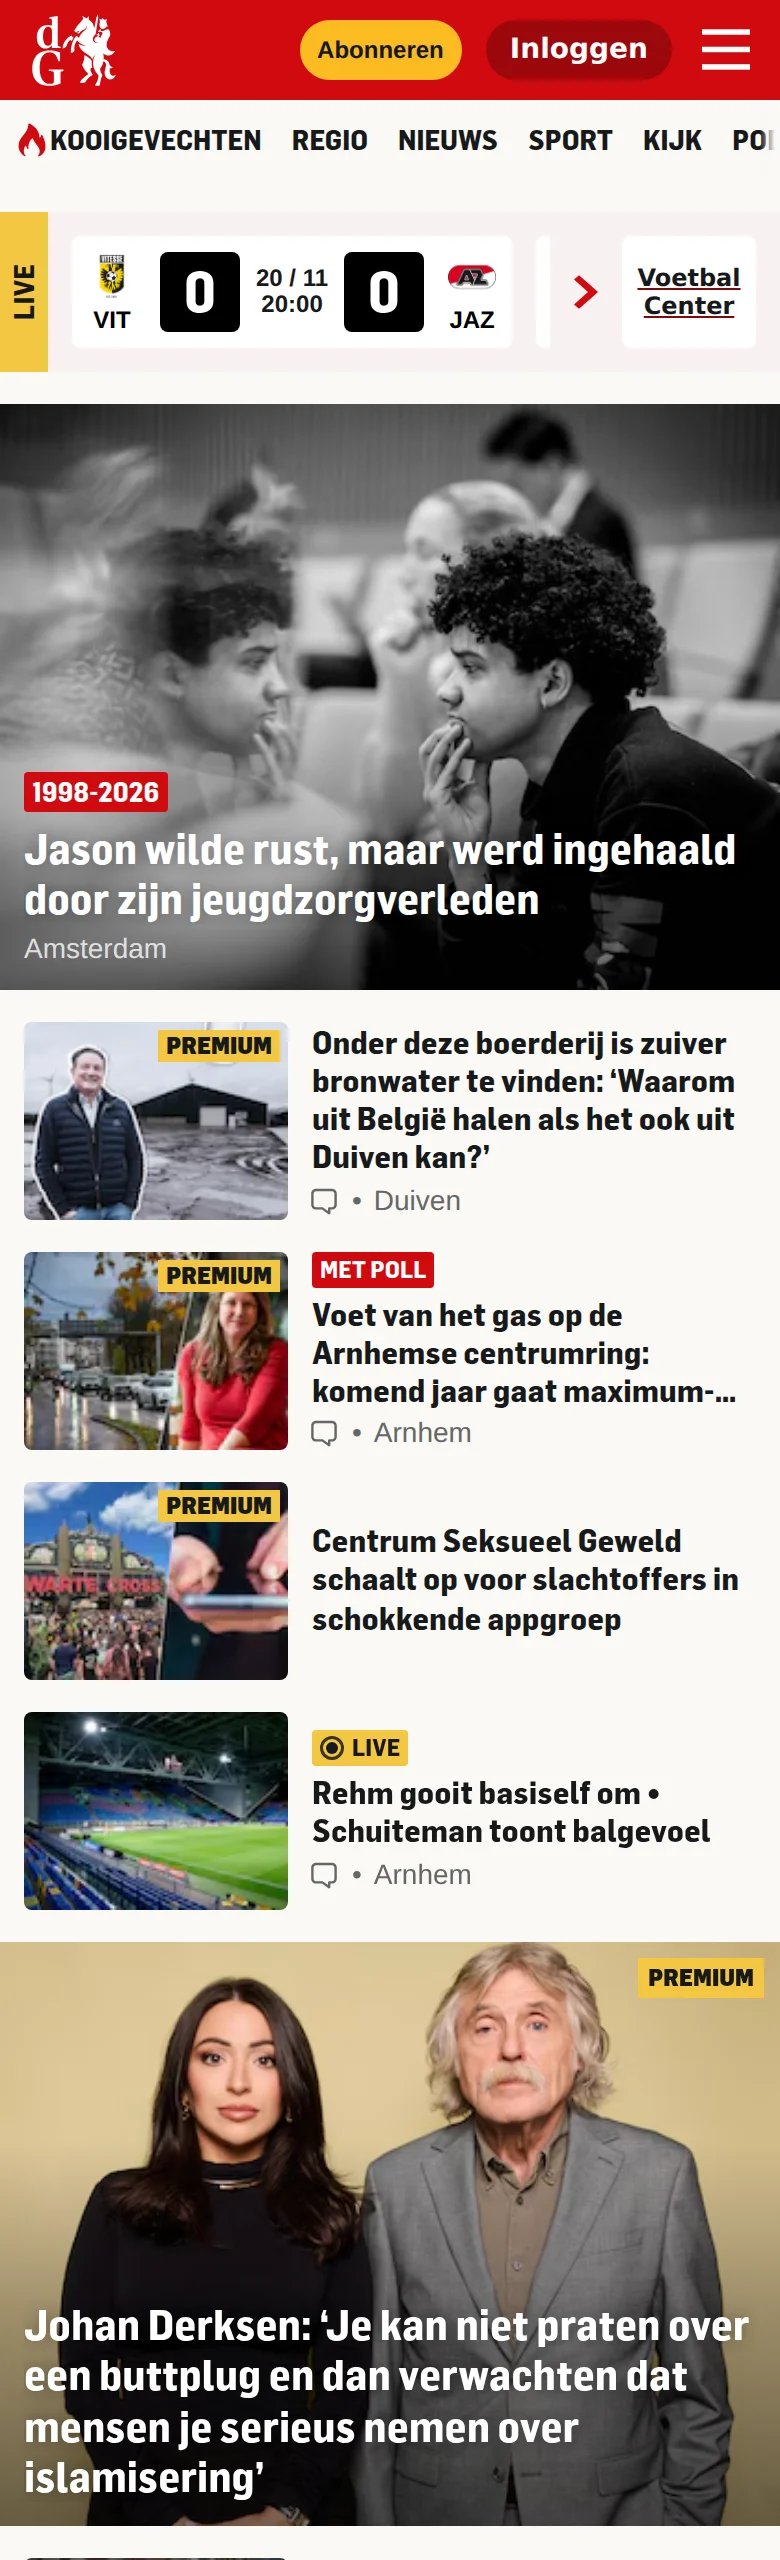 dG
Abonneren
Inloggen
KOOIGEVECHTEN REGIO NIEUWS SPORT KIJK
LIVE
VIT
0
20 / 11
20:00
0
AZ
JAZ
Voetbal
Center
1998-2026
Jason wilde rust, maar werd ingehaald
door zijn jeugdzorgverleden
Amsterdam
PREMIUM
Onder deze boerderij is zuiver
bronwater te vinden: ‘Waarom
uit België halen als het ook uit
Duiven kan?’
• Duiven
PREMIUM
MET POLL
Voet van het gas op de
Arnhemse centrumring:
komend jaar gaat maximum-...
• Arnhem
PREMIUM
WARTE CROSS
Centrum Seksueel Geweld
schaalt op voor slachtoffers in
schokkende appgroep
LIVE
Rehm gooit basiself om •
Schuiteman toont balgevoel
• Arnhem
PREMIUM
Johan Derksen: ‘Je kan niet praten over
een buttplug en dan verwachten dat
mensen je serieus nemen over
islamisering’